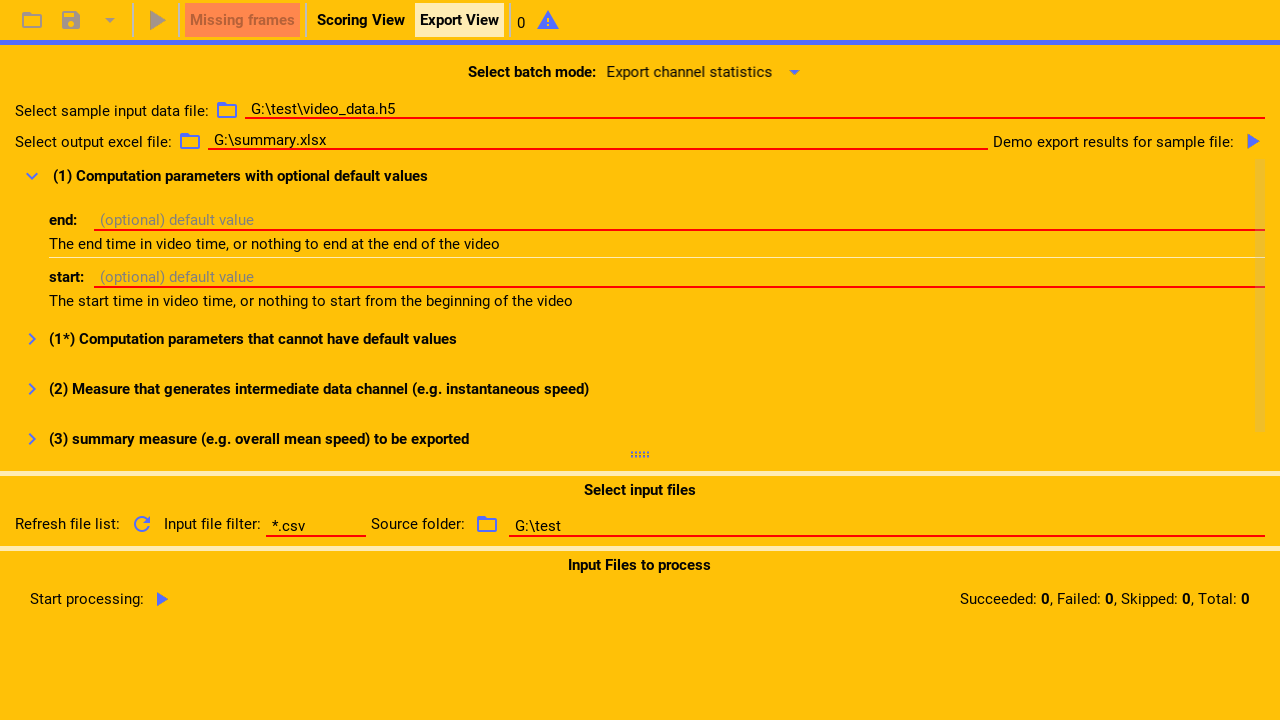 Missing frames Scoring View Export View 0
Select batch mode: Export channel statistics
Select sample input data file: G:\test\video_data.h5
Select output excel file: G:\summary.xlsx Demo export results for sample file:
(1) Computation parameters with optional default values
end: (optional) default value
The end time in video time, or nothing to end at the end of the video
start: (optional) default value
The start time in video time, or nothing to start from the beginning of the video
(1*) Computation parameters that cannot have default values
(2) Measure that generates intermediate data channel (e.g. instantaneous speed)
(3) summary measure (e.g. overall mean speed) to be exported
Select input files
Refresh file list: Input file filter: *.csv Source folder: G:\test
Input Files to process
Start processing: Succeeded: 0, Failed: 0, Skipped: 0, Total: 0